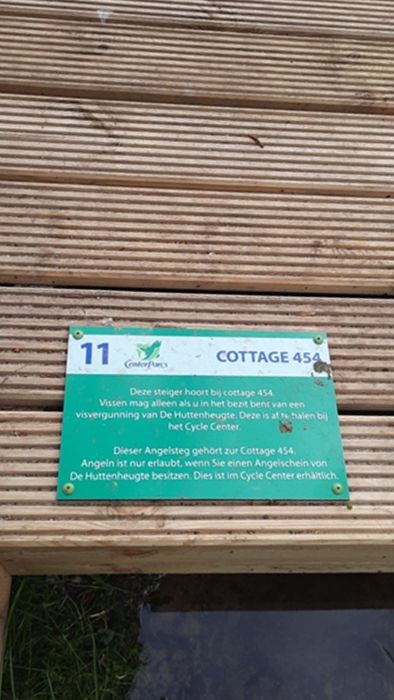 11 CenterParcs COTTAGE 454
Deze steiger hoort bij cottage 454.
Vissen mag alleen als u in het bezit bent van een
visvergunning van De Huttenheugte. Deze is af te halen bij
het Cycle Center.
Dieser Angelsteg gehört zur Cottage 454.
Angeln ist nur erlaubt, wenn Sie einen Angelschein von
De Huttenheugte besitzen. Dies ist im Cycle Center erhältlich.